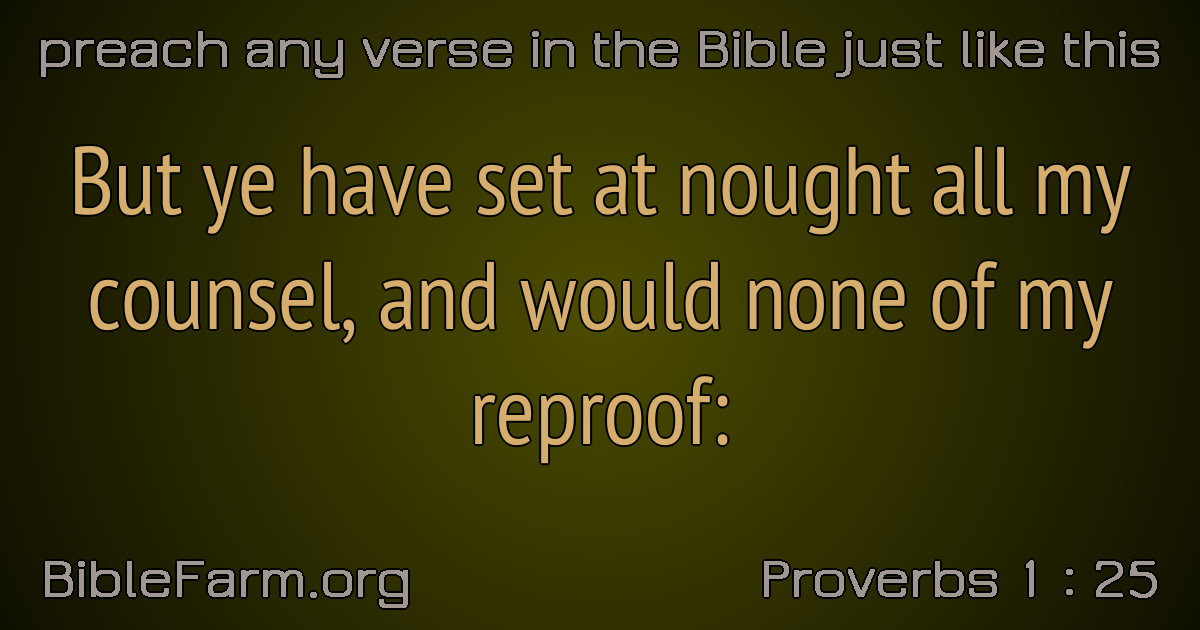 preach any verse in the Bible just like this
But ye have set at nought all my
counsel, and would none of my
reproof:
BibleFarm.org
Proverbs 1 : 25